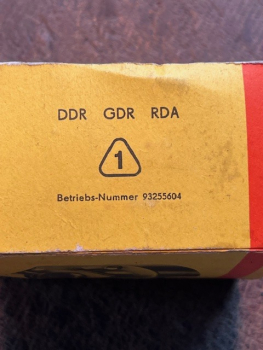 DDR GDR RDA
1
Betriebs-Nummer 93255604